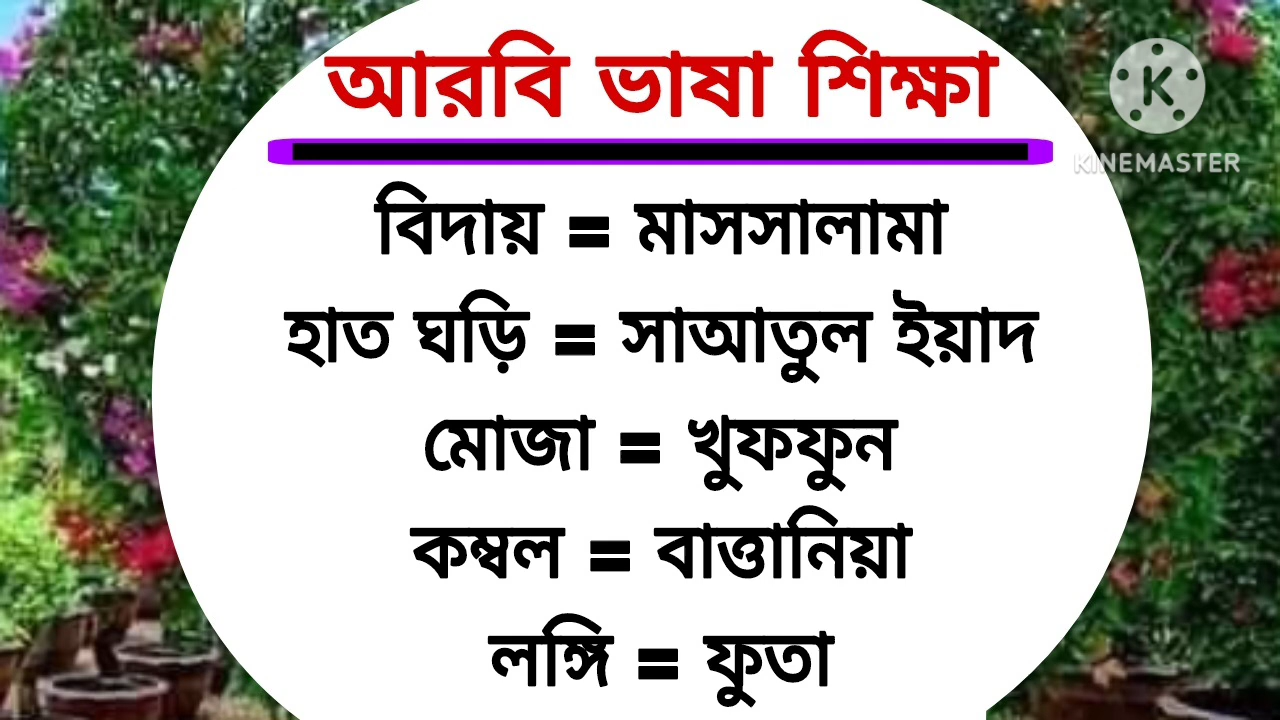 আরবি ভাষা শিক্ষা
KINEMASTER
বিদায় = মাসসালামা
হাত ঘড়ি = সাআতুল ইয়াদ
মোজা = খুফফুন
কম্বল = বাত্তানিয়া
লঙ্গি = ফুতা